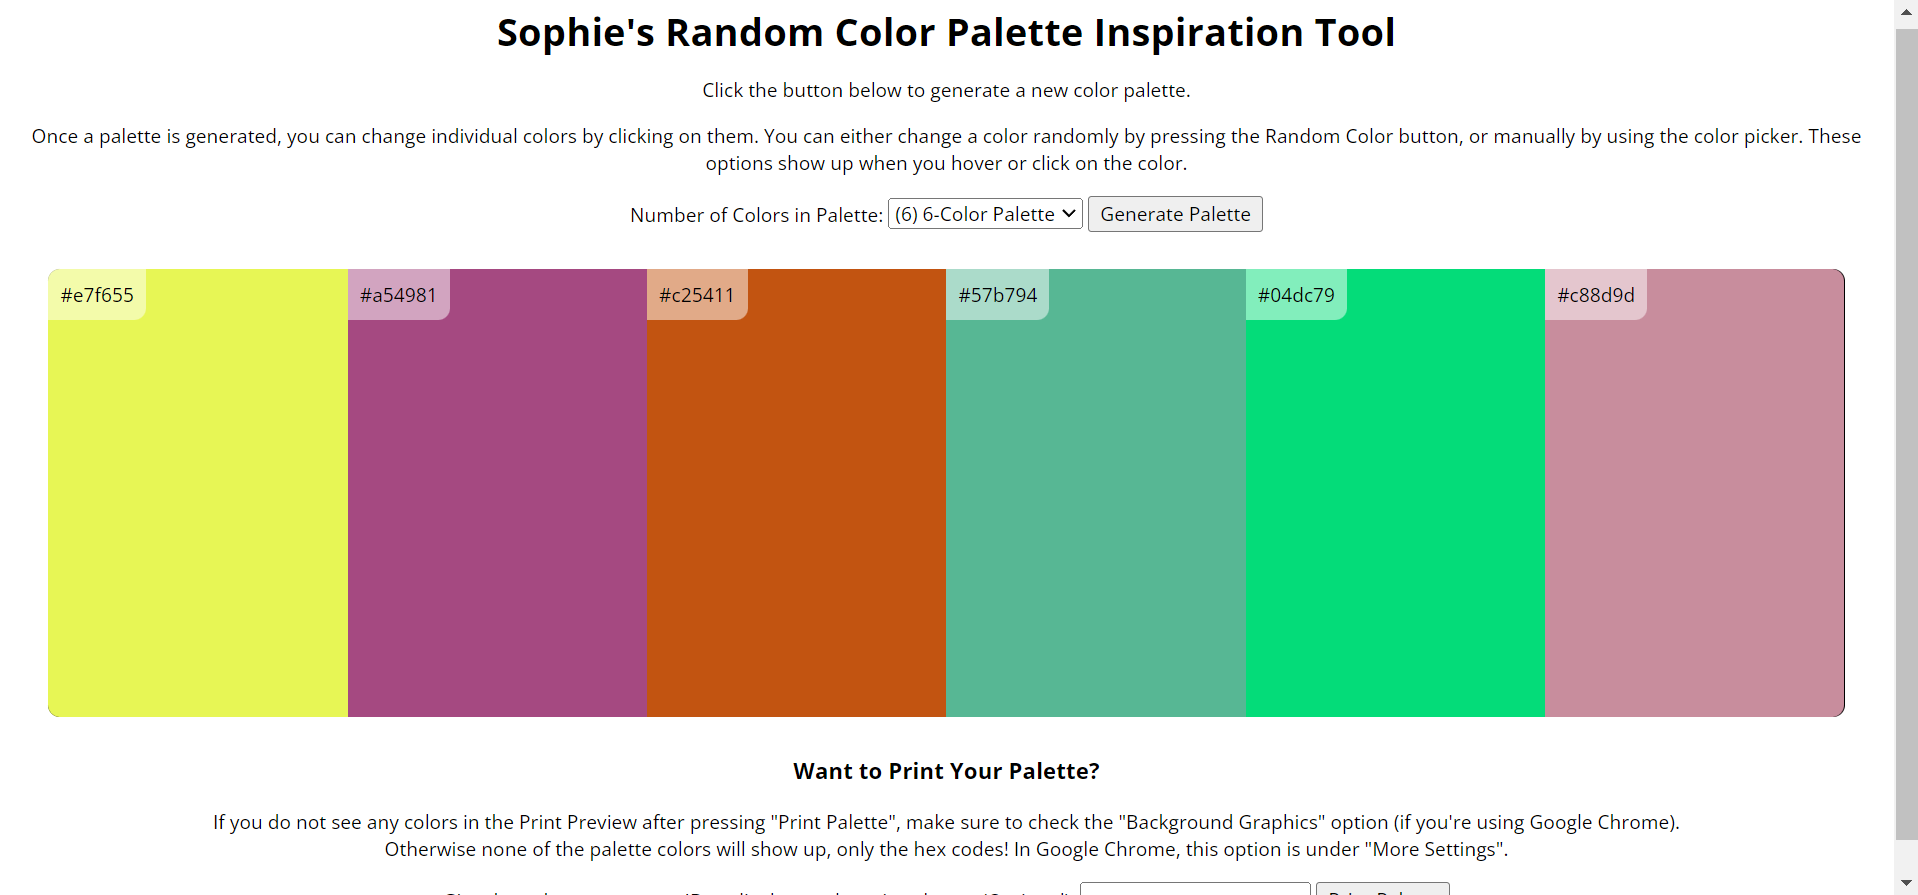 Sophie's Random Color Palette Inspiration Tool
Click the button below to generate a new color palette.
Once a palette is generated, you can change individual colors by clicking on them. You can either change a color randomly by pressing the Random Color button, or manually by using the color picker. These
options show up when you hover or click on the color.
Number of Colors in Palette: (6) 6-Color Palette Generate Palette
#e7f655 #a54981 #c25411 #57b794 #04dc79 #c88d9d
Want to Print Your Palette?
If you do not see any colors in the Print Preview after pressing "Print Palette", make sure to check the "Background Graphics" option (if you're using Google Chrome).
Otherwise none of the palette colors will show up, only the hex codes! In Google Chrome, this option is under "More Settings".